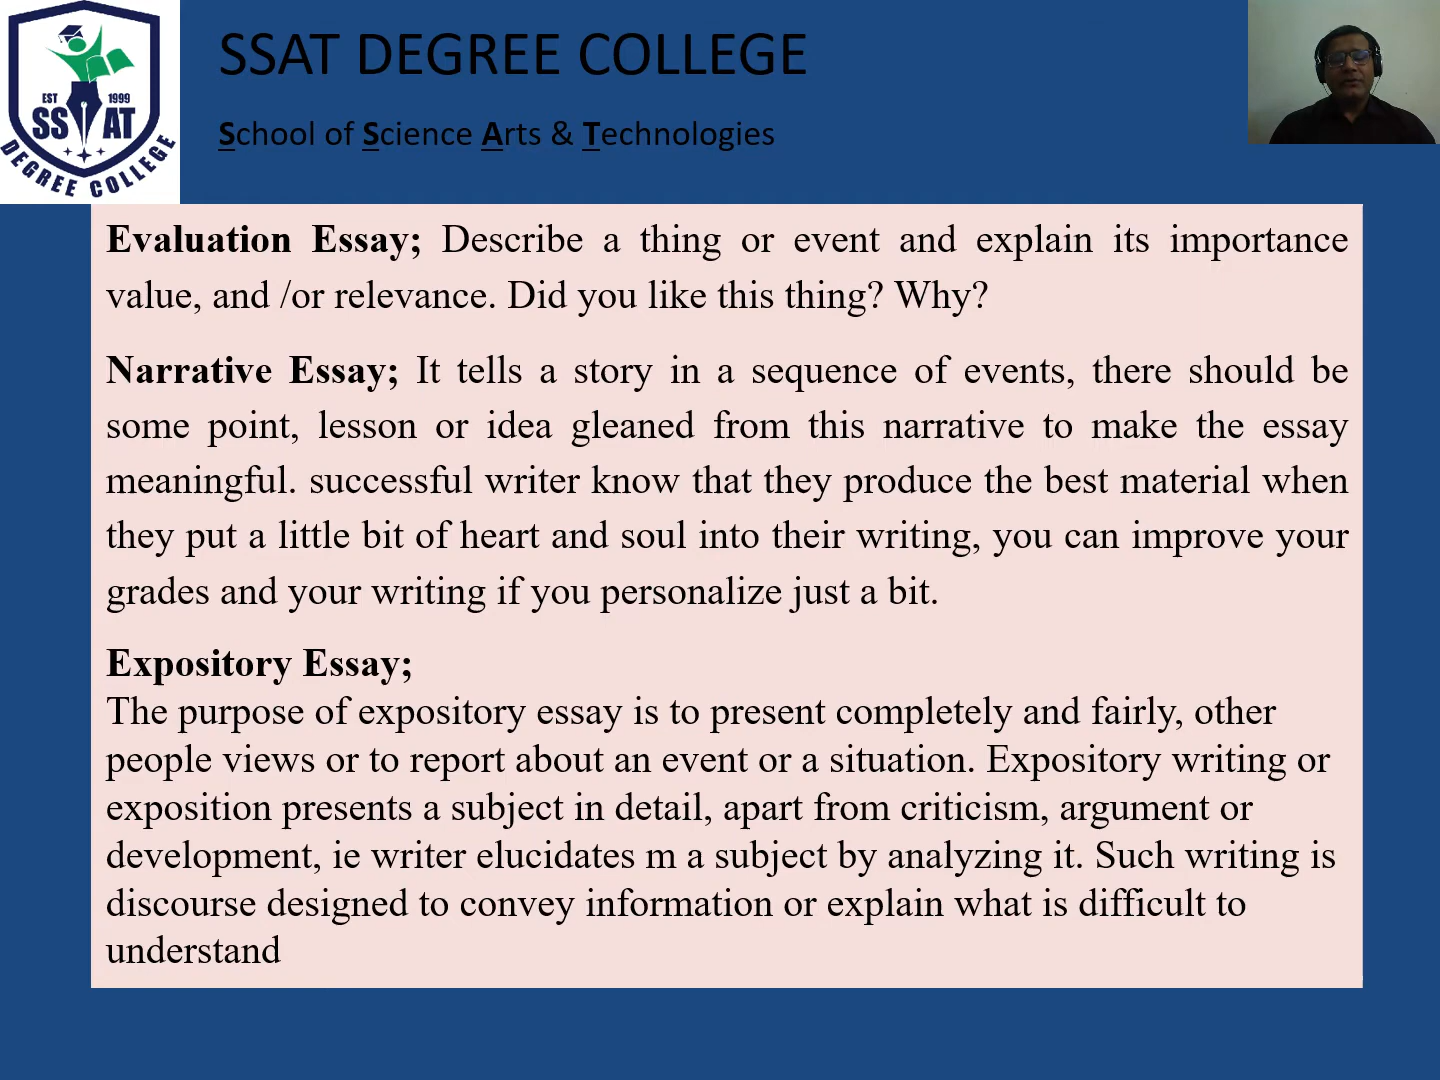 SSAT DEGREE COLLEGE
School of Science Arts & Technologies
EST 1999
SS AT
DEGREE COLLEGE
Evaluation Essay; Describe a thing or event and explain its importance
value, and /or relevance. Did you like this thing? Why?
Narrative Essay; It tells a story in a sequence of events, there should be
some point, lesson or idea gleaned from this narrative to make the essay
meaningful. successful writer know that they produce the best material when
they put a little bit of heart and soul into their writing, you can improve your
grades and your writing if you personalize just a bit.
Expository Essay;
The purpose of expository essay is to present completely and fairly, other
people views or to report about an event or a situation. Expository writing or
exposition presents a subject in detail, apart from criticism, argument or
development, ie writer elucidates m a subject by analyzing it. Such writing is
discourse designed to convey information or explain what is difficult to
understand